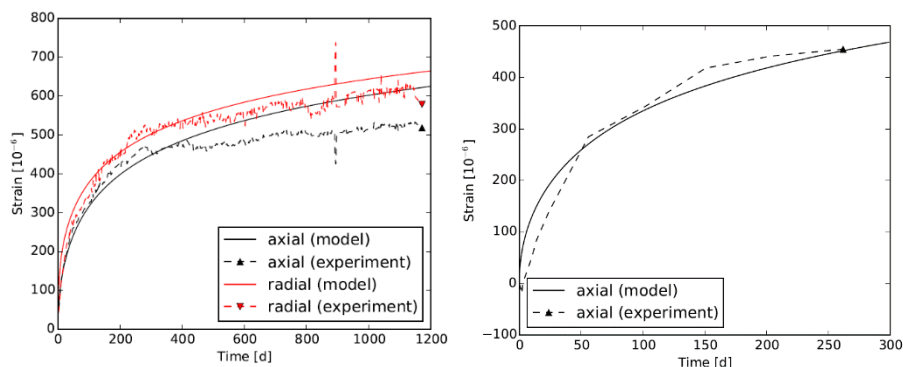 800
700
600
500
400
300
200
100
0
Strain [10⁻⁶]
axial (model)
axial (experiment)
radial (model)
radial (experiment)
0 200 400 600 800 1000 1200
Time [d]
500
400
300
200
100
0
−100
Strain [10⁻⁶]
axial (model)
axial (experiment)
0 50 100 150 200 250 300
Time [d]